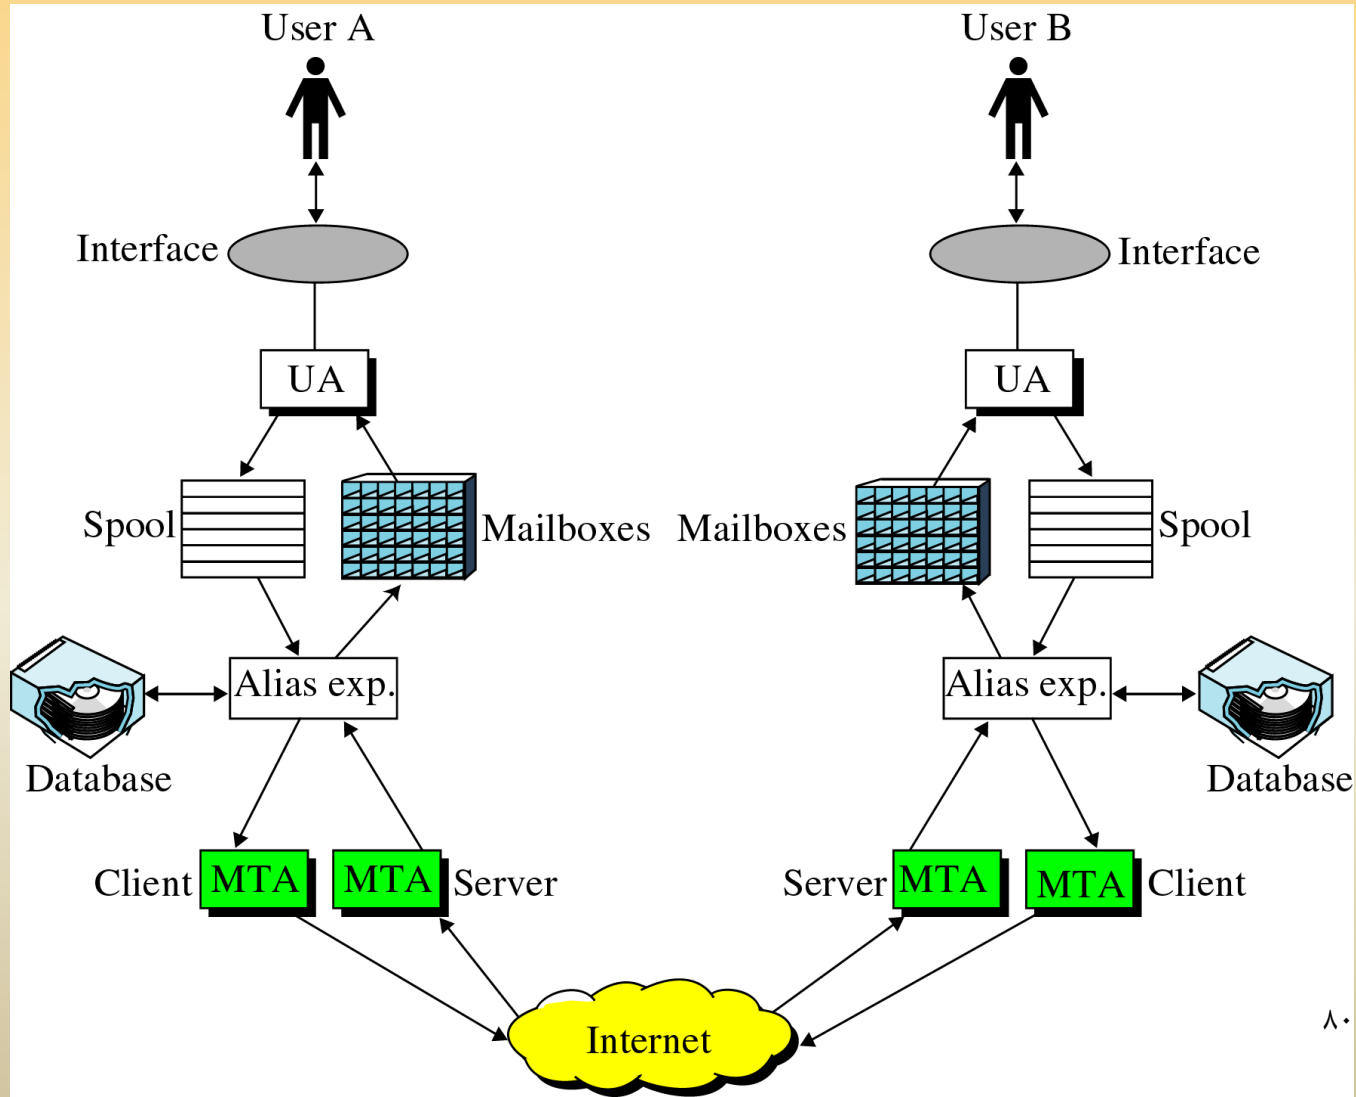 User A
User B
Interface
Interface
UA
UA
Spool
Mailboxes
Mailboxes
Spool
Alias exp.
Alias exp.
Database
Database
Client
MTA
MTA
Server
Server
MTA
MTA
Client
Internet
٨٠